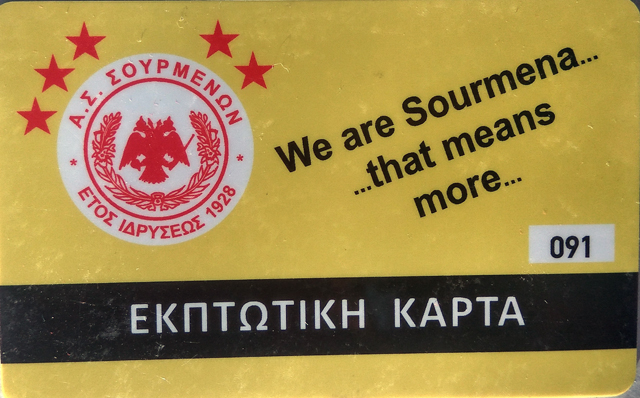 Α.Σ. ΣΟΥΡΜΕΝΩΝ
* ΕΤΟΣ ΙΔΡΥΣΕΩΣ 1928 *
We are Sourmena...
...that means
more...
091
ΕΚΠΤΩΤΙΚΗ ΚΑΡΤΑ